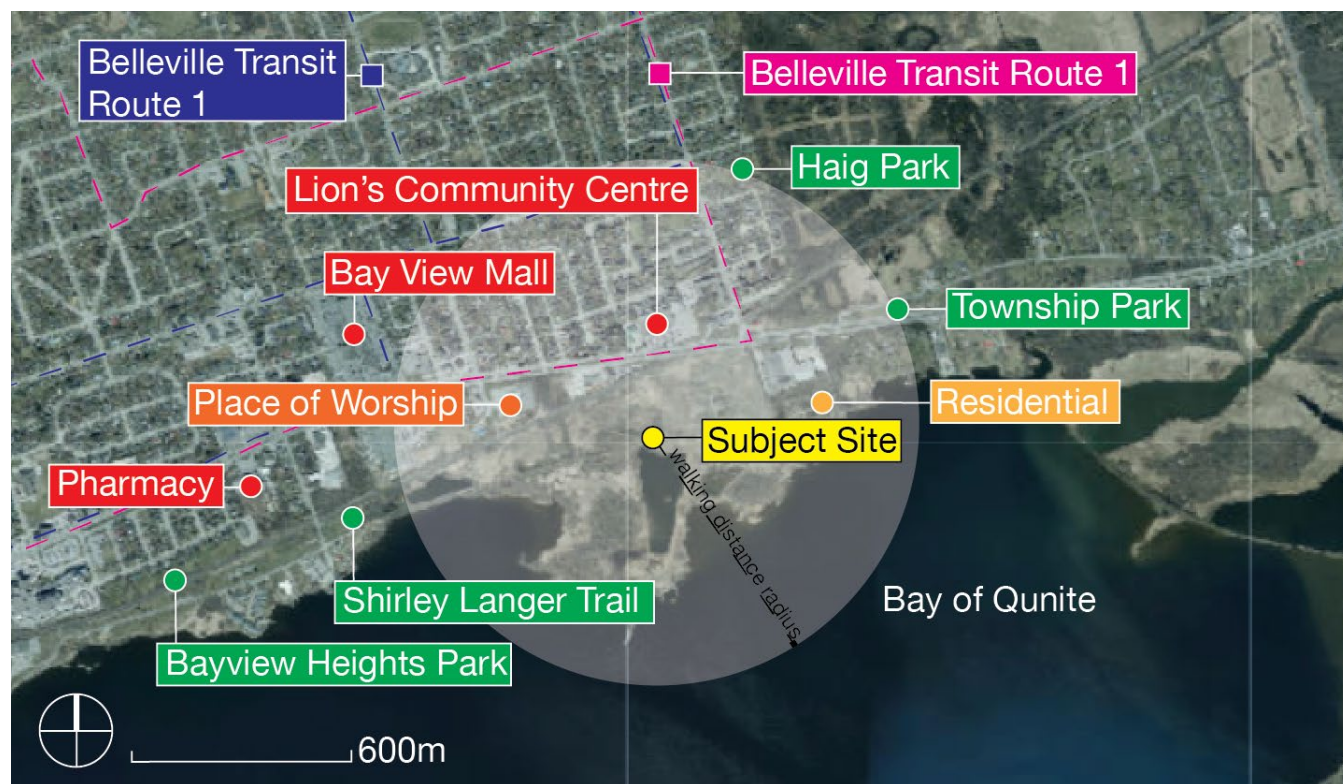 Belleville Transit
Route 1
Belleville Transit Route 1
Haig Park
Lion's Community Centre
Bay View Mall
Township Park
Place of Worship
Residential
Subject Site
walking distance radius
Pharmacy
Shirley Langer Trail
Bay of Qunite
Bayview Heights Park
600m